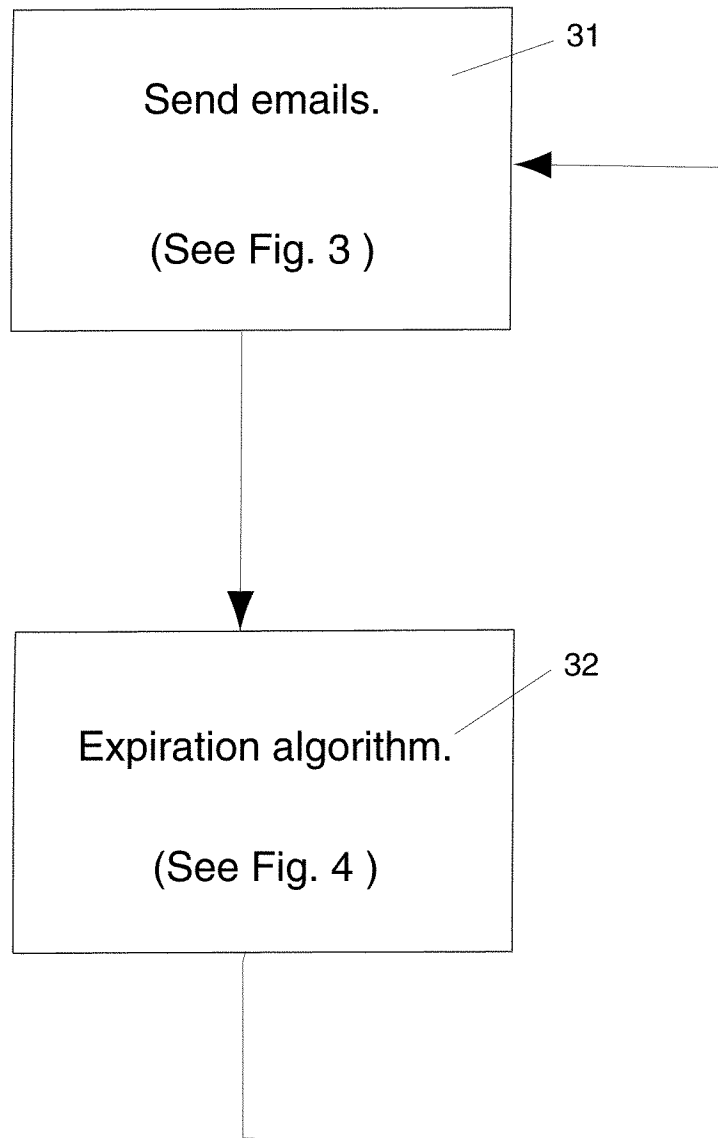 31
Send emails.
(See Fig. 3 )
32
Expiration algorithm.
(See Fig. 4 )